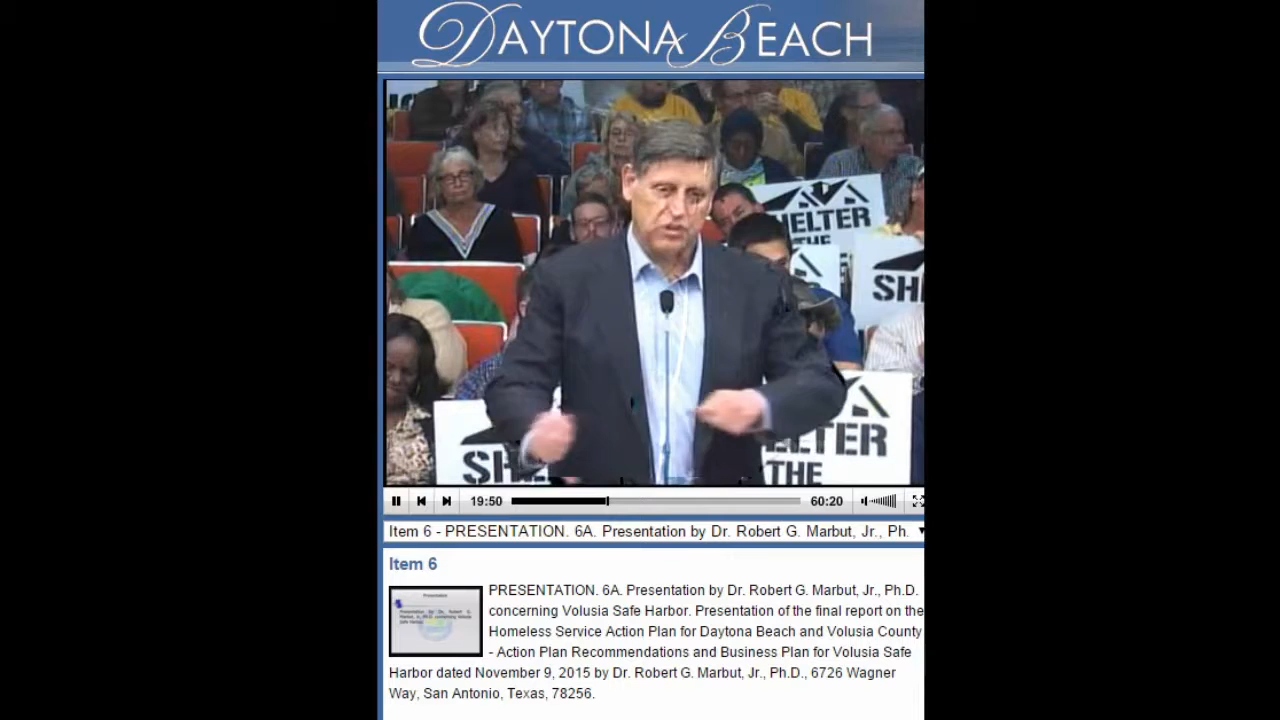 DAYTONA BEACH
SHELTER
THE
SHE
SHELTER
THE
19:50
60:20
Item 6 - PRESENTATION. 6A. Presentation by Dr. Robert G. Marbut, Jr., Ph.
Item 6
PRESENTATION. 6A. Presentation by Dr. Robert G. Marbut, Jr., Ph.D.
concerning Volusia Safe Harbor. Presentation of the final report on the
Homeless Service Action Plan for Daytona Beach and Volusia County
- Action Plan Recommendations and Business Plan for Volusia Safe
Harbor dated November 9, 2015 by Dr. Robert G. Marbut, Jr., Ph.D., 6726 Wagner
Way, San Antonio, Texas, 78256.